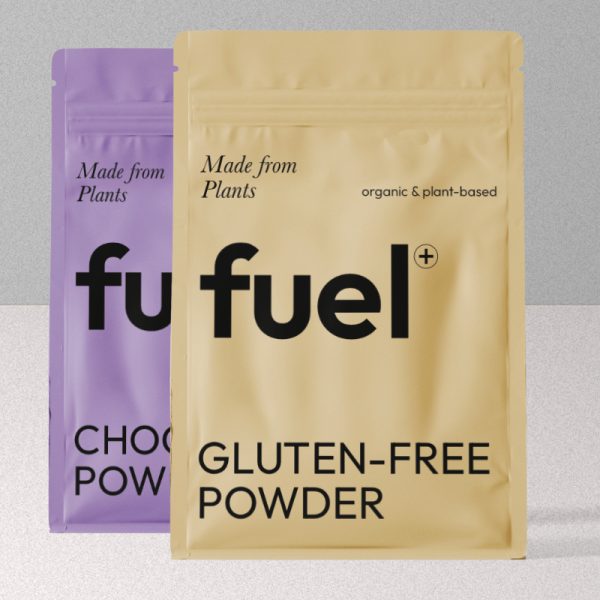 Made from
Plants
fu
CHOC
POW
Made from
Plants
organic & plant-based
fuel+
GLUTEN-FREE
POWDER